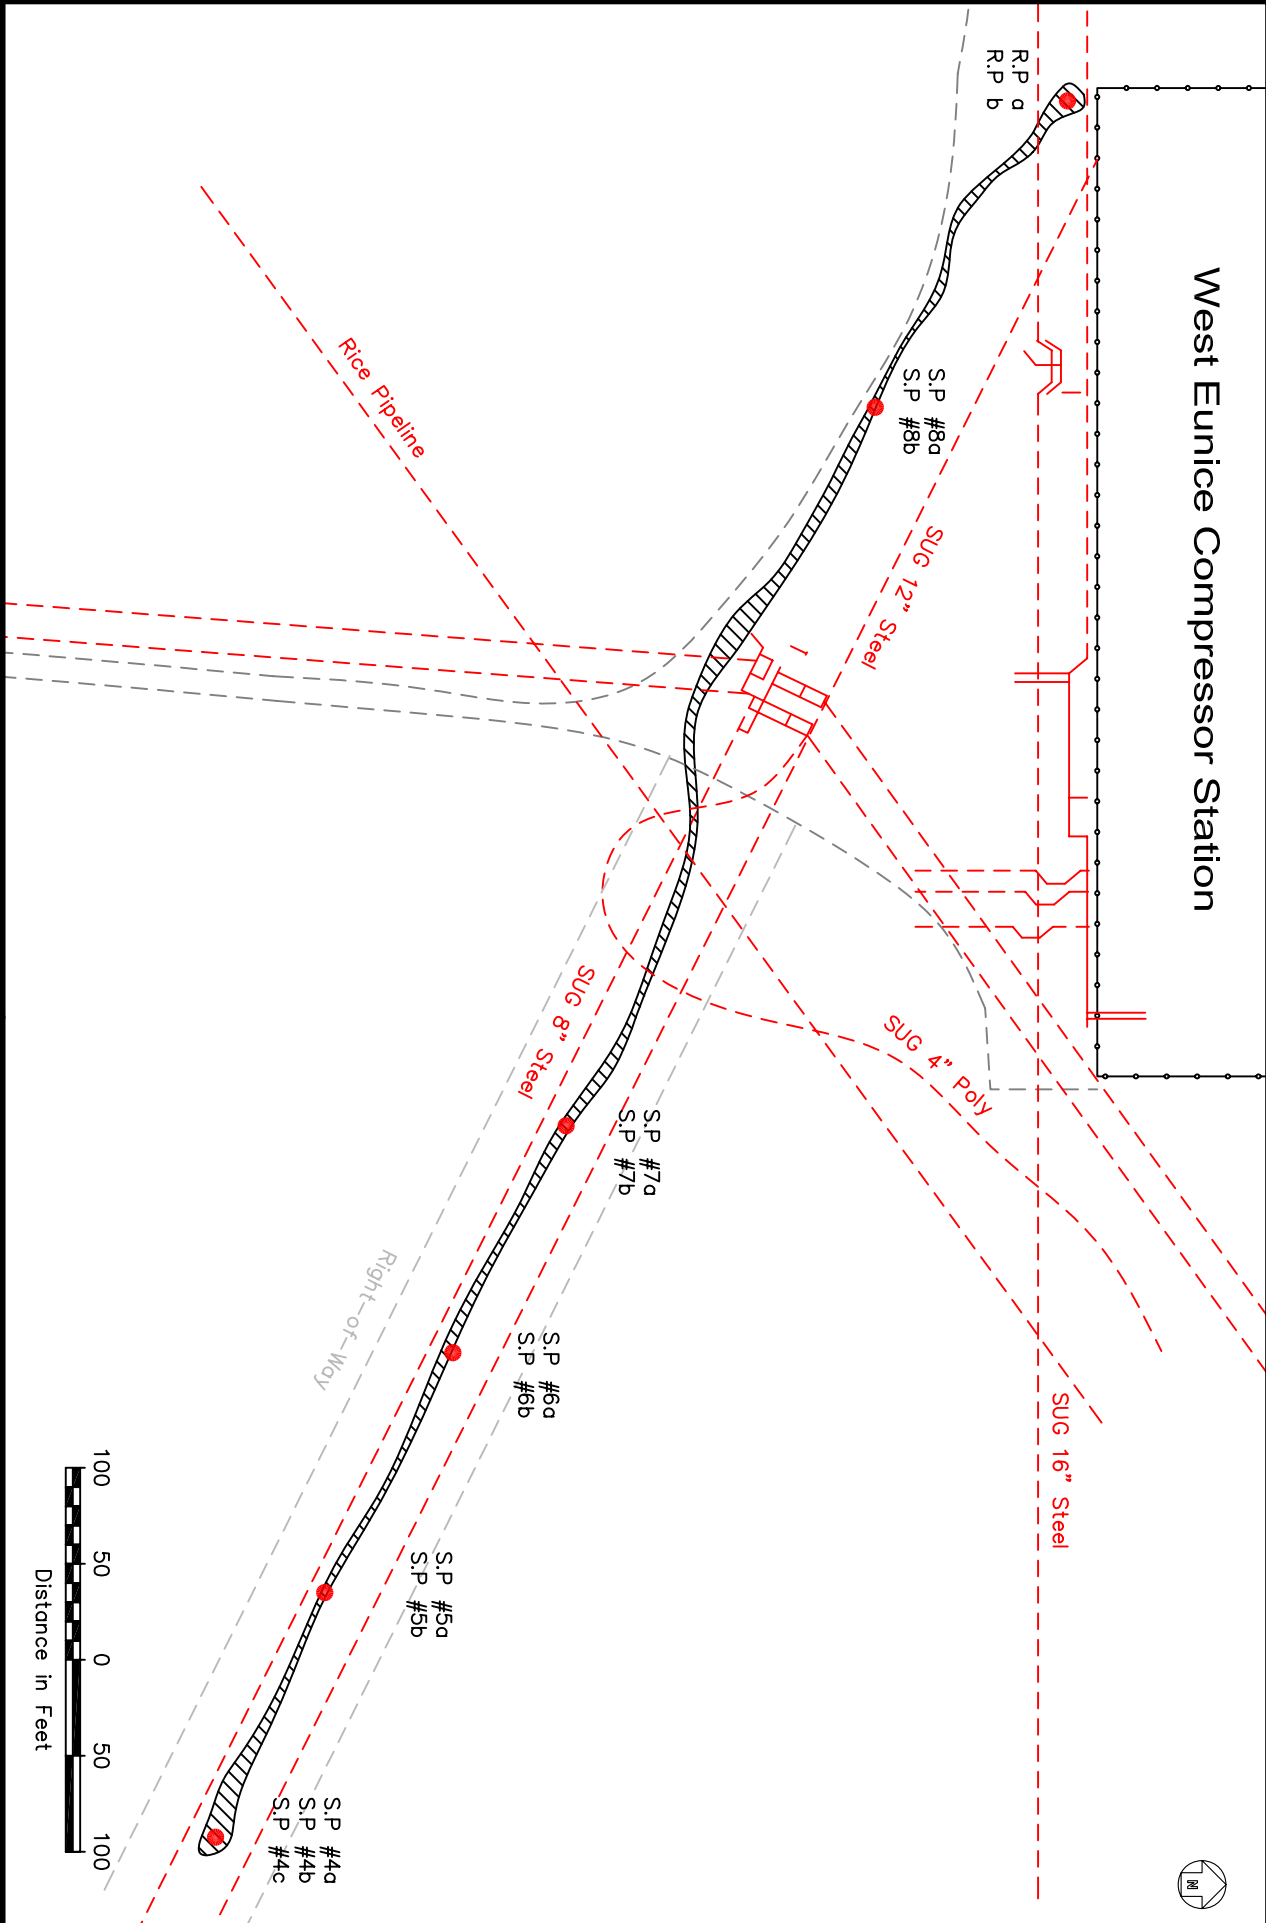 West Eunice Compressor Station
R.P a
R.P b
S.P #8a
S.P #8b
Rice Pipeline
SUG 12" Steel
SUG 8" Steel
SUG 4" Poly
S.P #7a
S.P #7b
Right-of-Way
S.P #6a
S.P #6b
SUG 16" Steel
S.P #5a
S.P #5b
S.P #4a
S.P #4b
S.P #4c
100 50 0 50 100
Distance in Feet
N